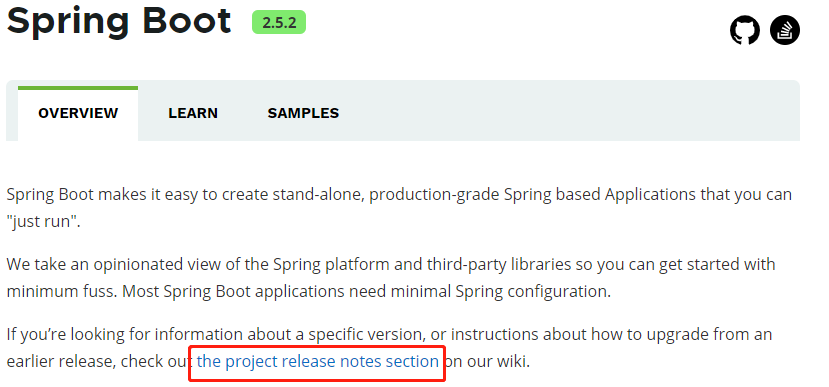 Spring Boot 2.5.2
OVERVIEW LEARN SAMPLES
Spring Boot makes it easy to create stand-alone, production-grade Spring based Applications that you can
"just run".
We take an opinionated view of the Spring platform and third-party libraries so you can get started with
minimum fuss. Most Spring Boot applications need minimal Spring configuration.
If you’re looking for information about a specific version, or instructions about how to upgrade from an
earlier release, check out the project release notes section on our wiki.